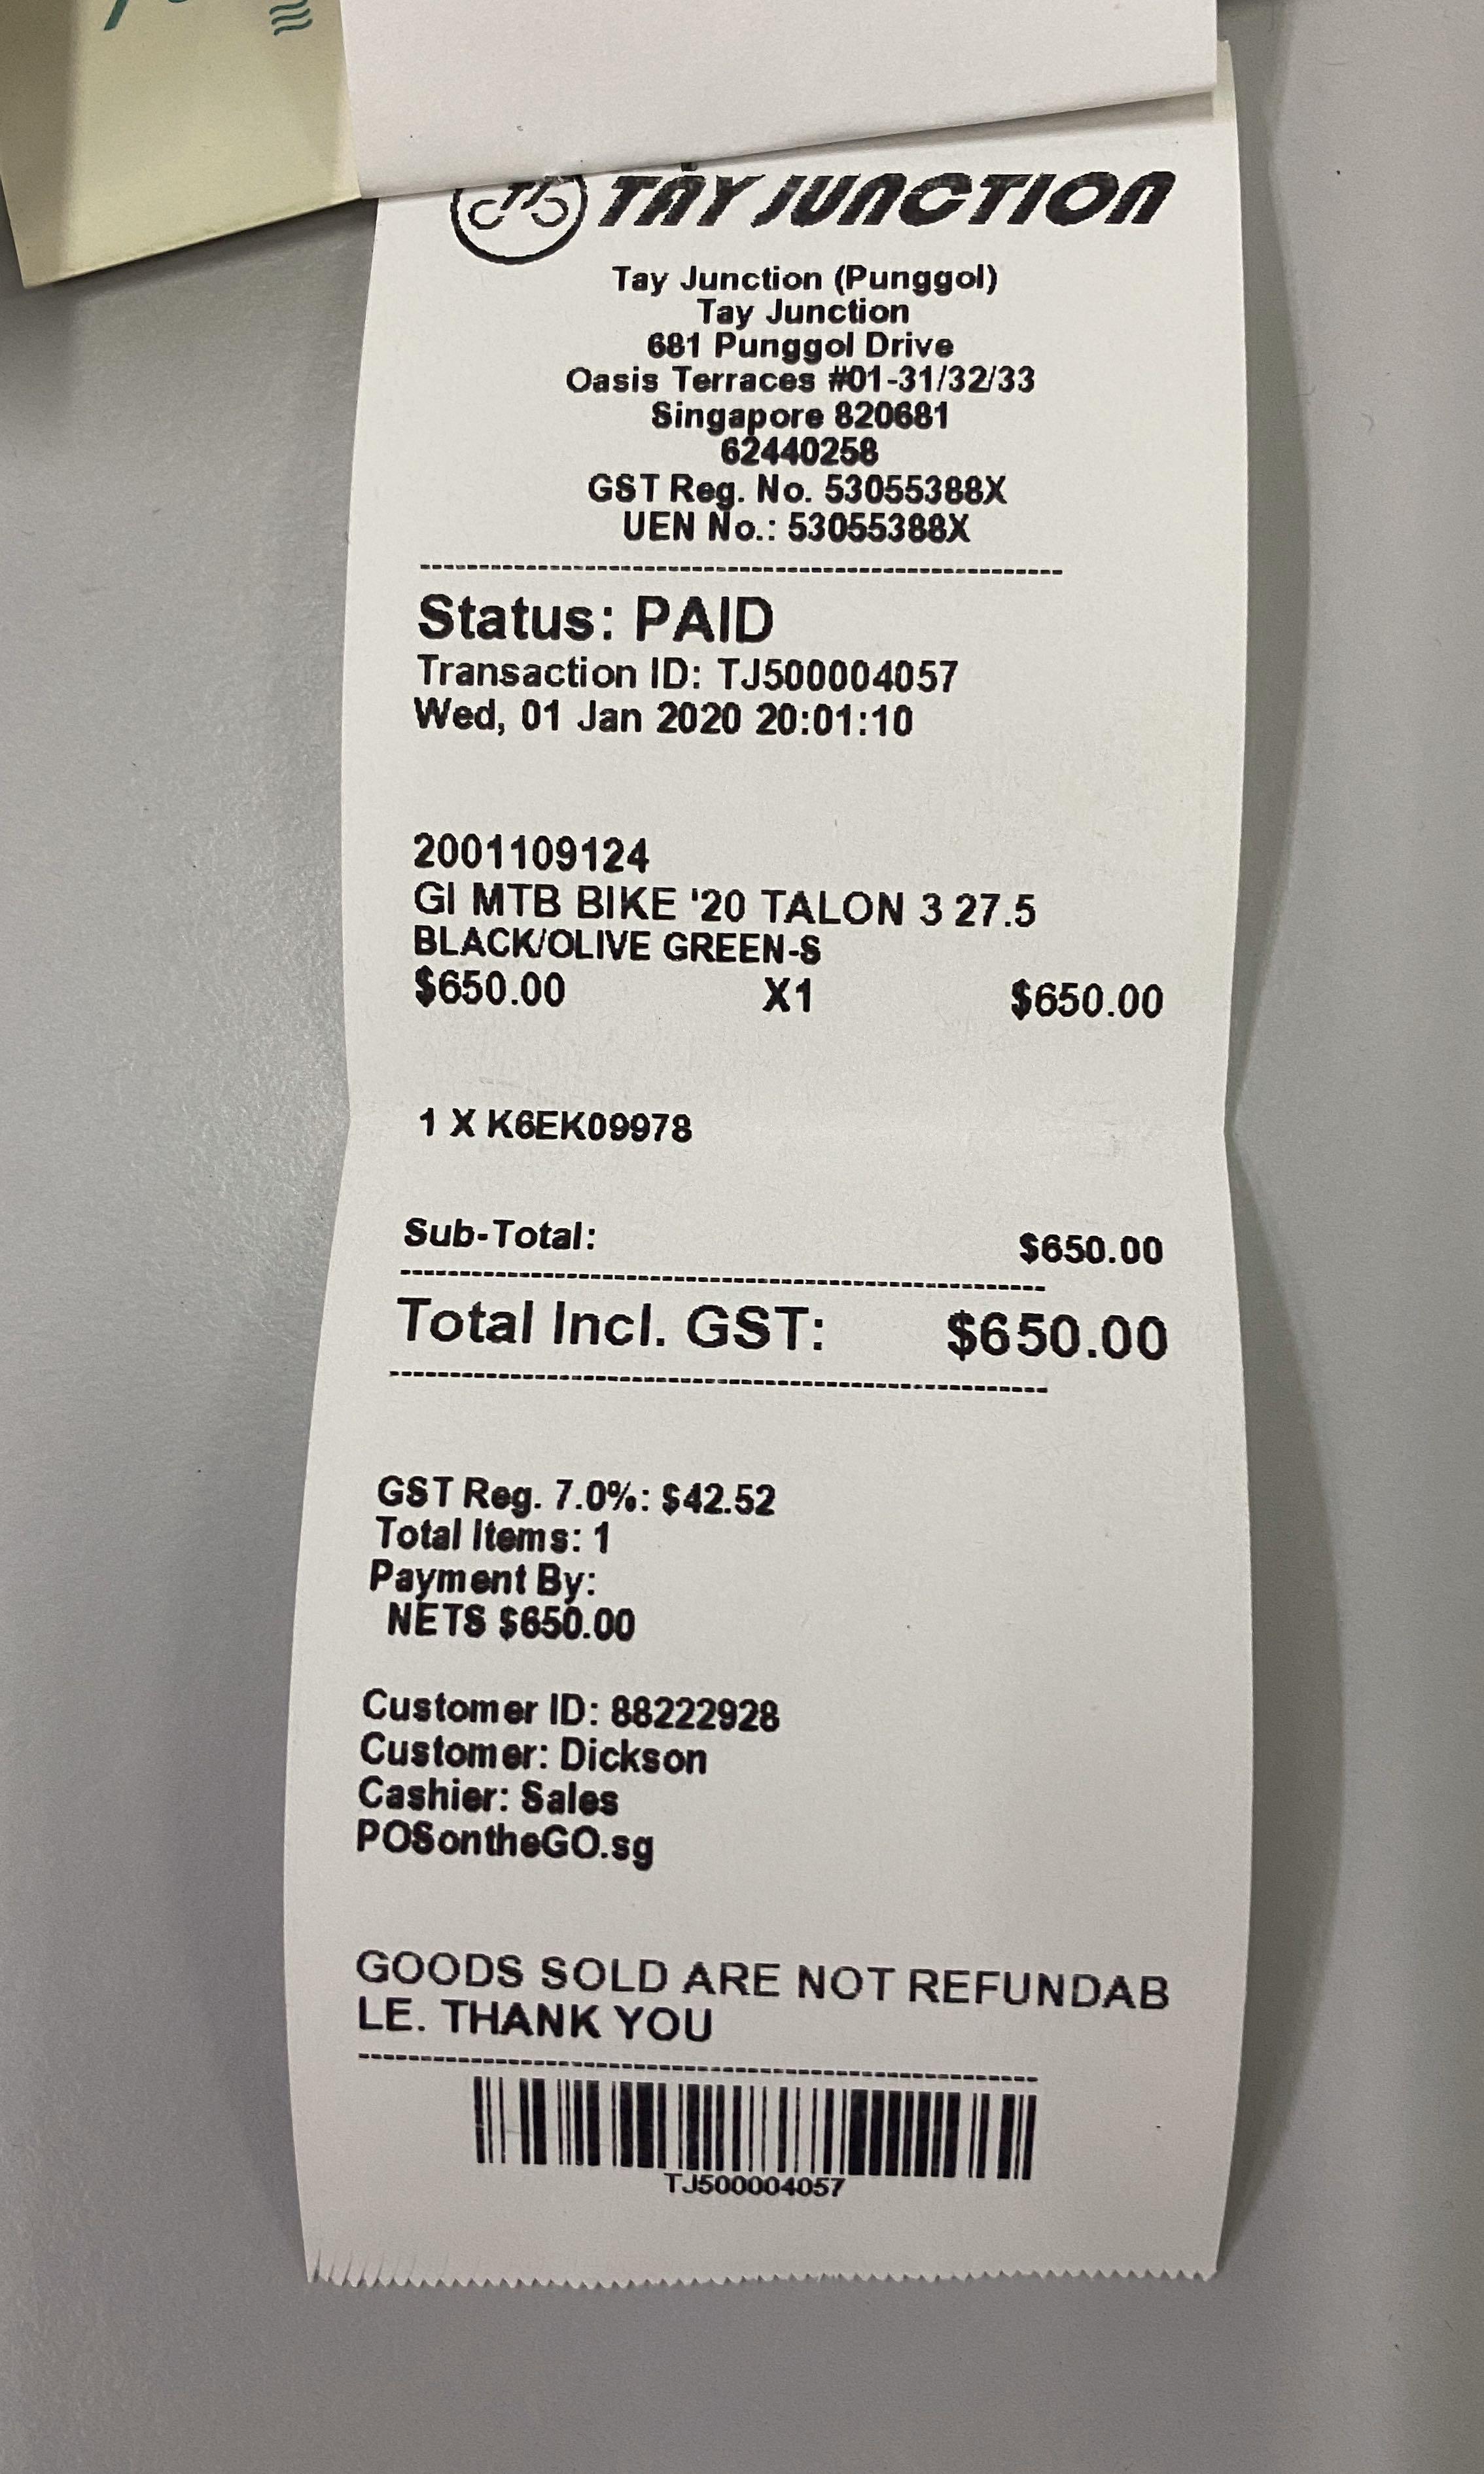 TAY JUNCTION
Tay Junction (Punggol)
Tay Junction
681 Punggol Drive
Oasis Terraces #01-31/32/33
Singapore 820681
62440258
GST Reg. No. 53055388X
UEN No.: 53055388X
Status: PAID
Transaction ID: TJ500004057
Wed, 01 Jan 2020 20:01:10
2001109124
GI MTB BIKE '20 TALON 3 27.5
BLACK/OLIVE GREEN-S
$650.00 X1 $650.00
1 X K6EK09978
Sub-Total: $650.00
Total Incl. GST: $650.00
GST Reg. 7.0%: $42.52
Total Items: 1
Payment By:
NETS $650.00
Customer ID: 88222928
Customer: Dickson
Cashier: Sales
POSontheGO.sg
GOODS SOLD ARE NOT REFUNDAB
LE. THANK YOU
TJ500004057